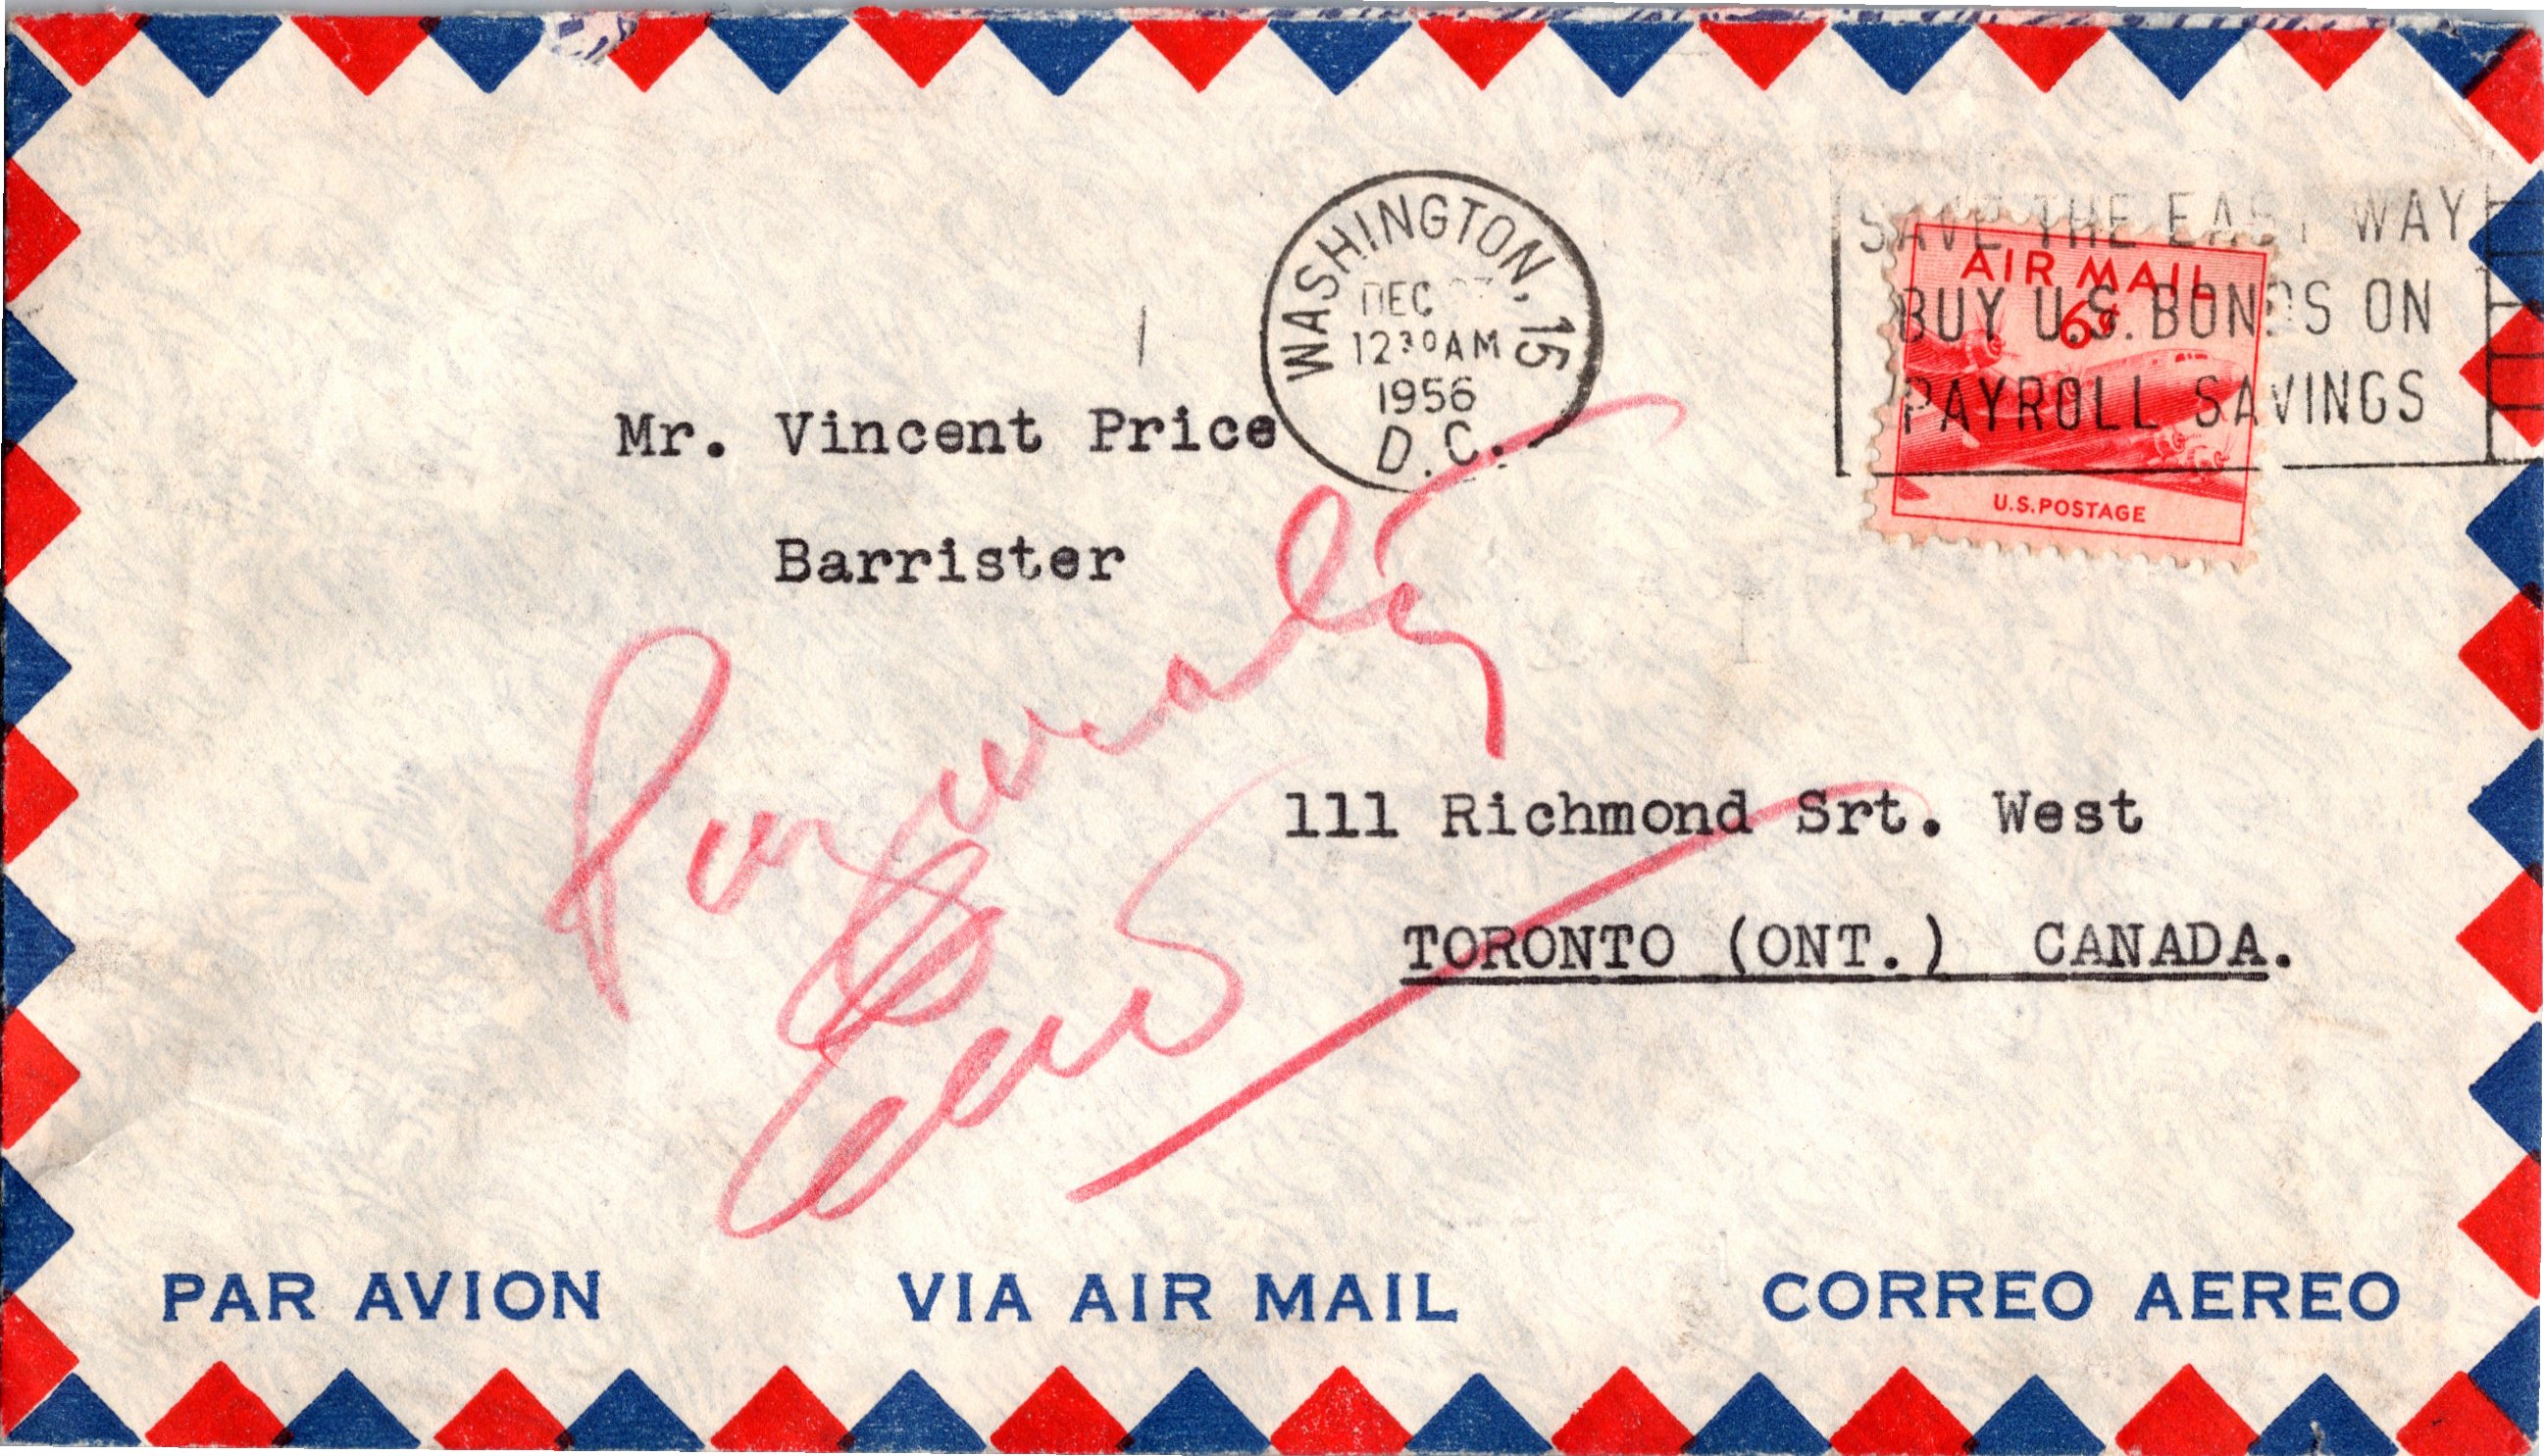 WASHINGTON, 15
DEC
12 30 AM
1956
D.C.
SAVE THE EASY WAY
BUY U.S. BONDS ON
PAYROLL SAVINGS
AIR MAIL
6¢
U.S. POSTAGE
Mr. Vincent Price
Barrister
111 Richmond Srt. West
TORONTO (ONT.) CANADA.
PAR AVION VIA AIR MAIL CORREO AEREO